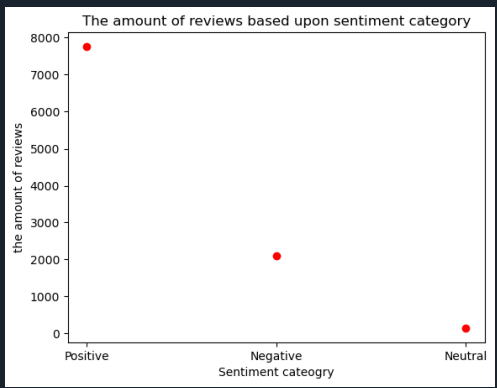 The amount of reviews based upon sentiment category
8000
7000
6000
5000
4000
3000
2000
1000
0
the amount of reviews
Positive Negative Neutral
Sentiment cateogry